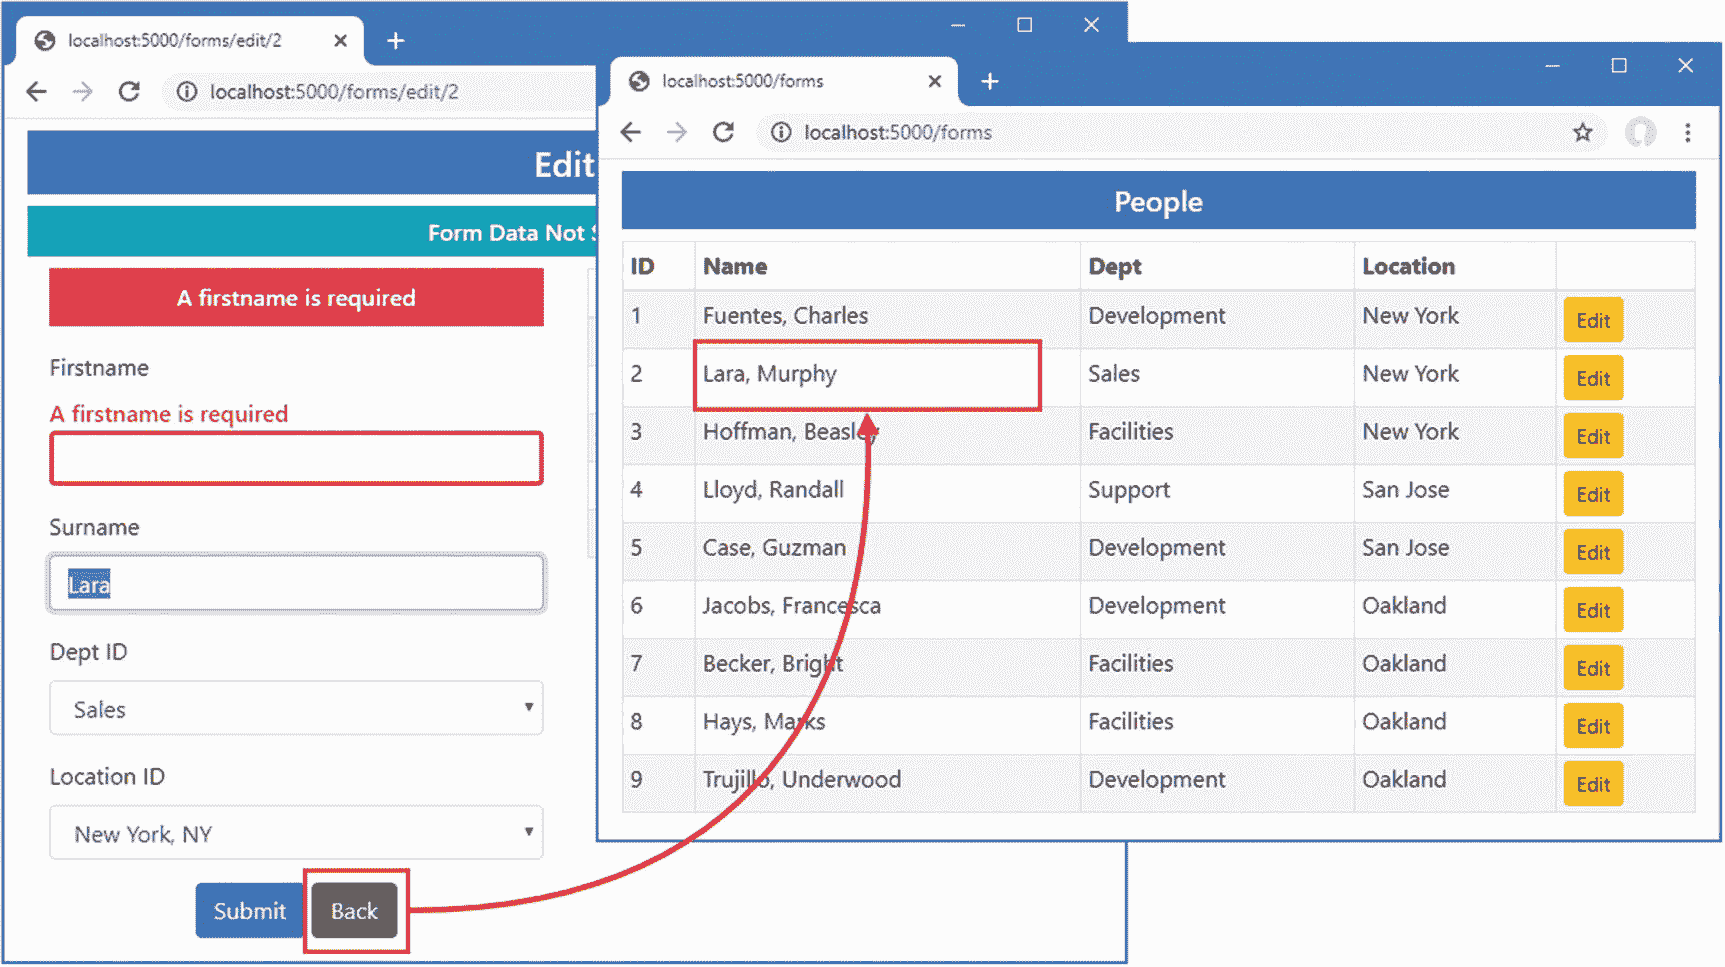 localhost:5000/forms/edit/2
localhost:5000/forms/edit/2
Edit
Form Data Not
A firstname is required
Firstname
A firstname is required
Surname
Lara
Dept ID
Sales
Location ID
New York, NY
Submit Back
localhost:5000/forms
localhost:5000/forms
People
ID Name Dept Location
1 Fuentes, Charles Development New York Edit
2 Lara, Murphy Sales New York Edit
3 Hoffman, Beasley Facilities New York Edit
4 Lloyd, Randall Support San Jose Edit
5 Case, Guzman Development San Jose Edit
6 Jacobs, Francesca Development Oakland Edit
7 Becker, Bright Facilities Oakland Edit
8 Hays, Marks Facilities Oakland Edit
9 Trujillo, Underwood Development Oakland Edit